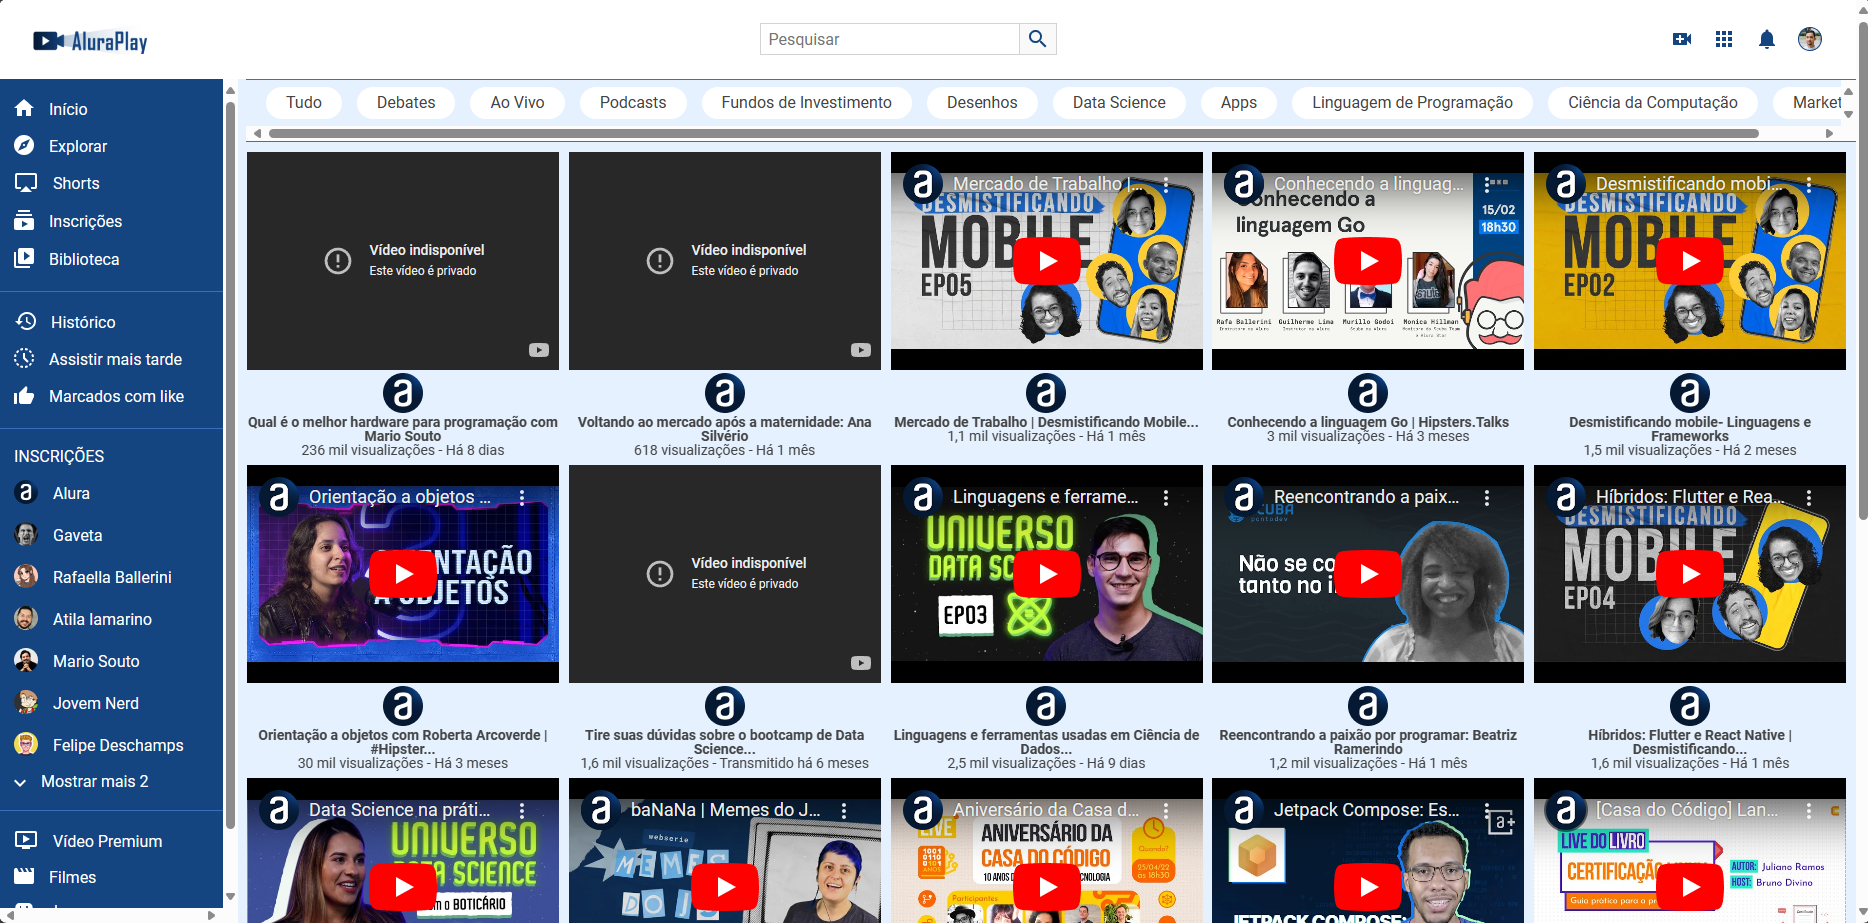 AluraPlay
Pesquisar
Início
Explorar
Shorts
Inscrições
Biblioteca
Histórico
Assistir mais tarde
Marcados com like
INSCRIÇÕES
Alura
Gaveta
Rafaella Ballerini
Atila Iamarino
Mario Souto
Jovem Nerd
Felipe Deschamps
Mostrar mais 2
Vídeo Premium
Filmes
Tudo
Debates
Ao Vivo
Podcasts
Fundos de Investimento
Desenhos
Data Science
Apps
Linguagem de Programação
Ciência da Computação
Market
Vídeo indisponível
Este vídeo é privado
a
Qual é o melhor hardware para programação com
Mario Souto
236 mil visualizações - Há 8 dias
Vídeo indisponível
Este vídeo é privado
a
Voltando ao mercado após a maternidade: Ana
Silvério
618 visualizações - Há 1 mês
a
Mercado de Trabalho |...
DESMISTIFICANDO
MOBILE
EP05
a
Mercado de Trabalho | Desmistificando Mobile...
1,1 mil visualizações - Há 1 mês
a
Conhecendo a linguag...
onhecendo a
linguagem Go
15/02
18h30
Rafa Ballerini
Guilherme Lima
Murillo Godoi
Monica Hillman
a
Conhecendo a linguagem Go | Hipsters.Talks
3 mil visualizações - Há 3 meses
a
Desmistificando mobi...
DESMISTIFICANDO
MOBILE
EP02
a
Desmistificando mobile- Linguagens e
Frameworks
1,5 mil visualizações - Há 2 meses
a
Orientação a objetos ...
NTAÇÃO
A OBJETOS
a
Orientação a objetos com Roberta Arcoverde |
#Hipster...
30 mil visualizações - Há 3 meses
Vídeo indisponível
Este vídeo é privado
a
Tire suas dúvidas sobre o bootcamp de Data
Science...
1,6 mil visualizações - Transmitido há 6 meses
a
Linguagens e ferrame...
UNIVERSO
DATA SC
EP03
a
Linguagens e ferramentas usadas em Ciência de
Dados...
2,5 mil visualizações - Há 9 dias
a
Reencontrando a paix...
CUBA
pontodev
Não se co
tanto no i
a
Reencontrando a paixão por programar: Beatriz
Ramerindo
1,2 mil visualizações - Há 1 mês
a
Híbridos: Flutter e Rea...
DESMISTIFICANDO
MOBILE
EP04
a
Híbridos: Flutter e React Native |
Desmistificando...
1,6 mil visualizações - Há 1 mês
a
Data Science na práti...
UNIVERSO
DATA SCIENCE
om o BOTICÁRIO
a
baNaNa | Memes do J...
webserie
MEMES
DO JS
a
Aniversário da Casa d...
LIVE
ANIVERSÁRIO DA
CASA DO CÓDIGO
10 ANOS D
CNOLOGIA
Quando?
25/04/22
às 18h30
Participantes
a
Jetpack Compose: Es...
a+
JETPACK COMPOSE:
a
[Casa do Código] Lan...
LIVE DO LIVRO
CERTIFICAÇÃO
Guia prático para a pr
AUTOR: Juliano Ramos
HOST: Bruno Divino